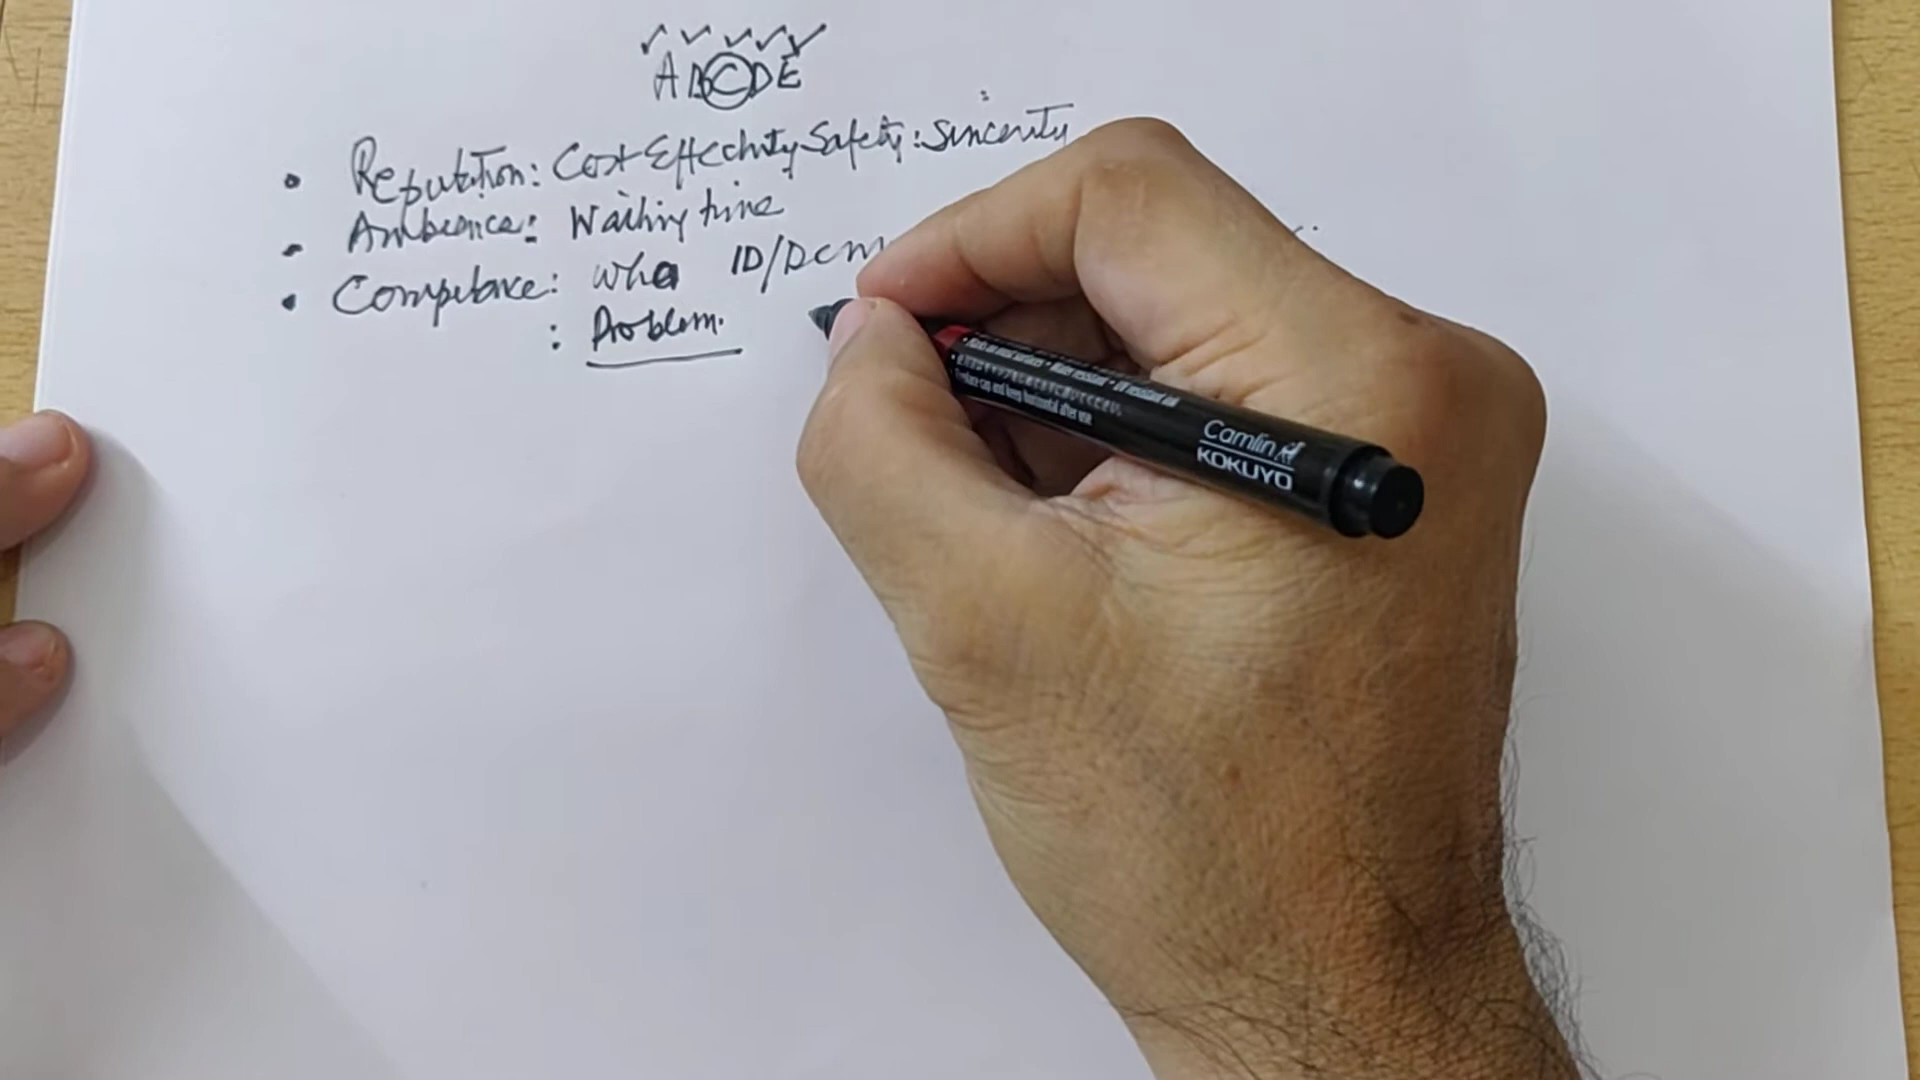 ABCDE
• Reputation: Cost Effectivity Safety: Sincerity
• Ambience: Waiting time
• Competence: Who ID/Dcm
: Problem.
Camlin
KOKUYO